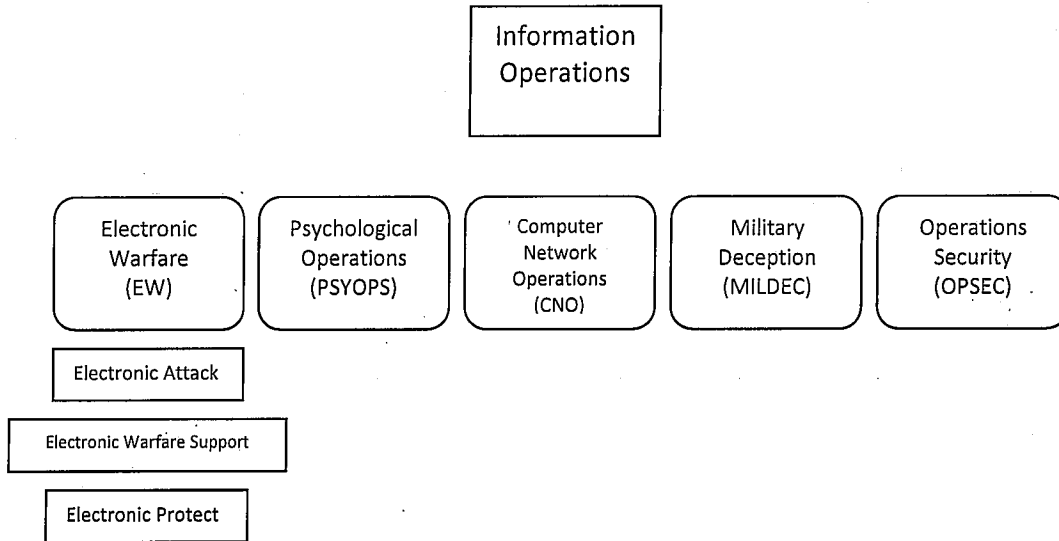 Information
Operations
Electronic
Warfare
(EW)
Psychological
Operations
(PSYOPS)
Computer
Network
Operations
(CNO)
Military
Deception
(MILDEC)
Operations
Security
(OPSEC)
Electronic Attack
Electronic Warfare Support
Electronic Protect